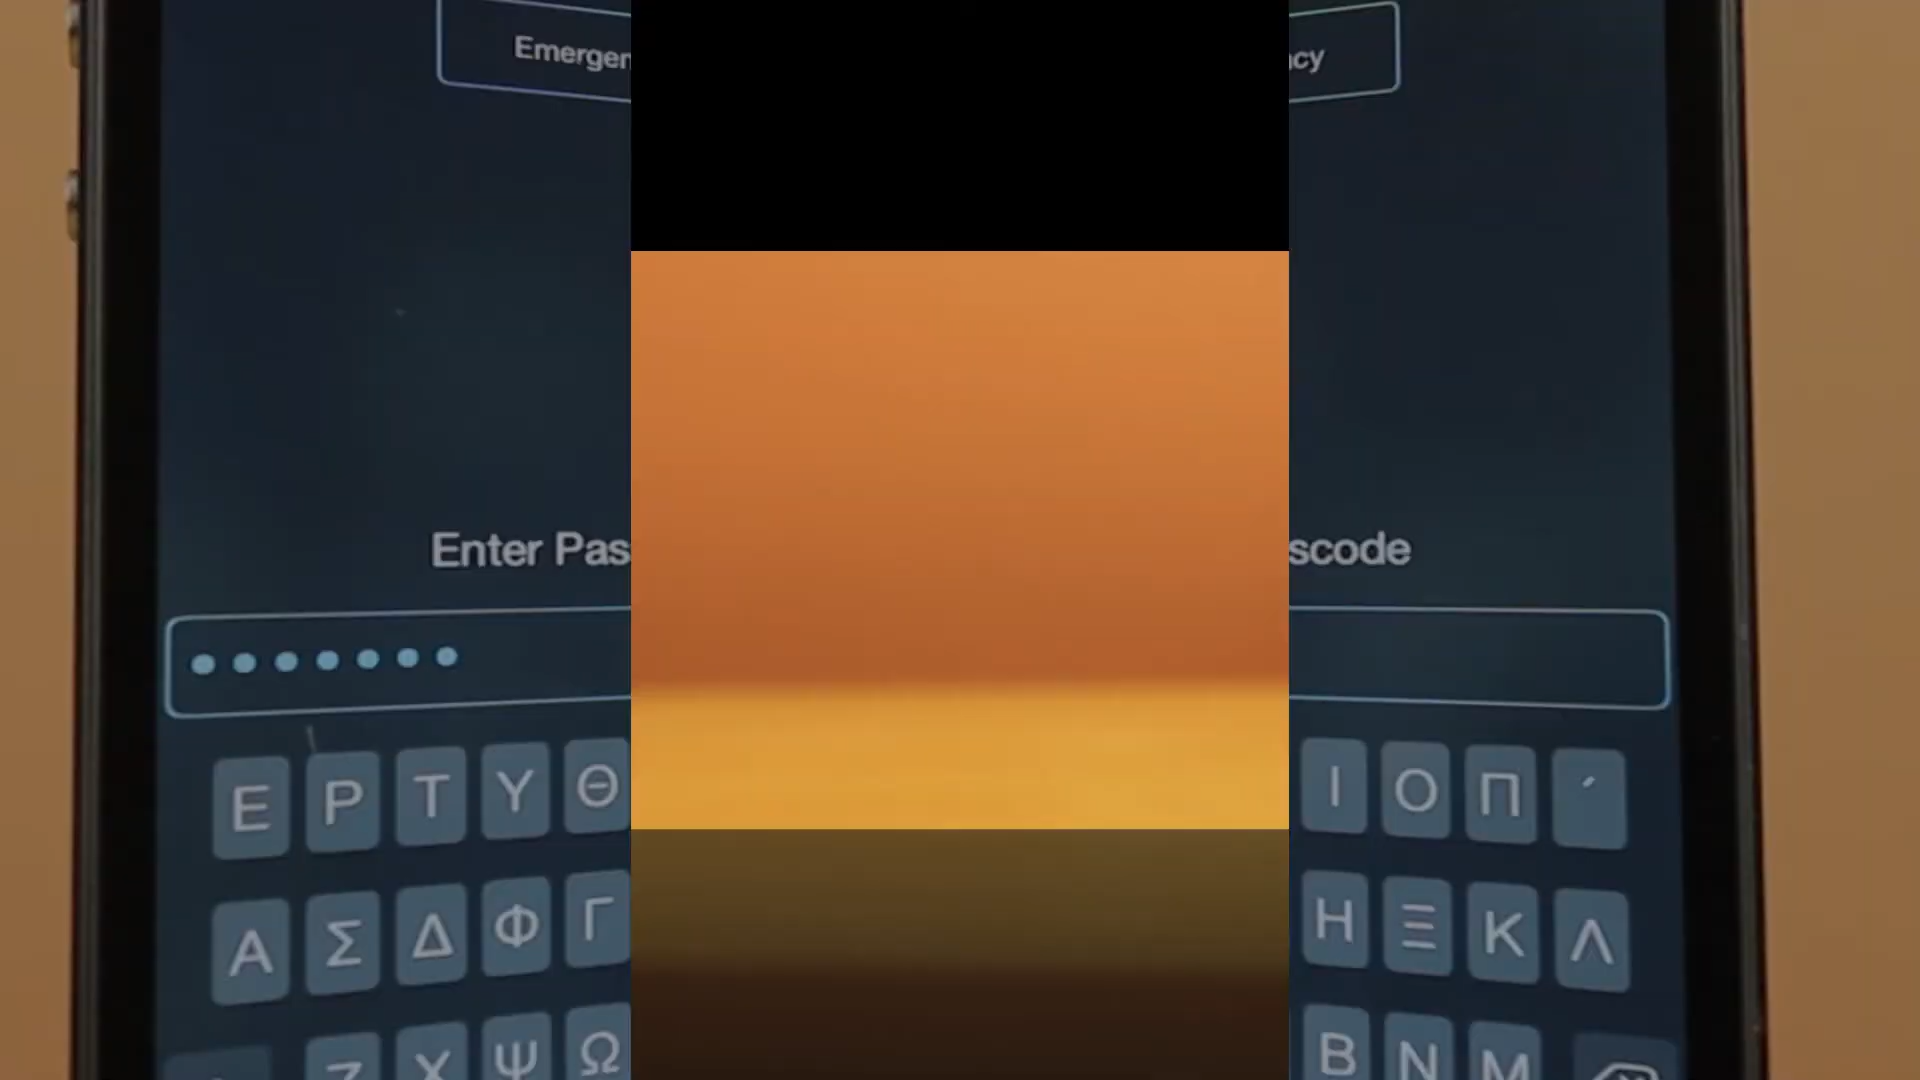 Emergen cy
Enter Pas scode
Ε Ρ Τ Υ Θ Ι Ο Π ΄
Α Σ Δ Φ Γ Η Ξ Κ Λ
Ζ Χ Ψ Ω Β Ν Μ